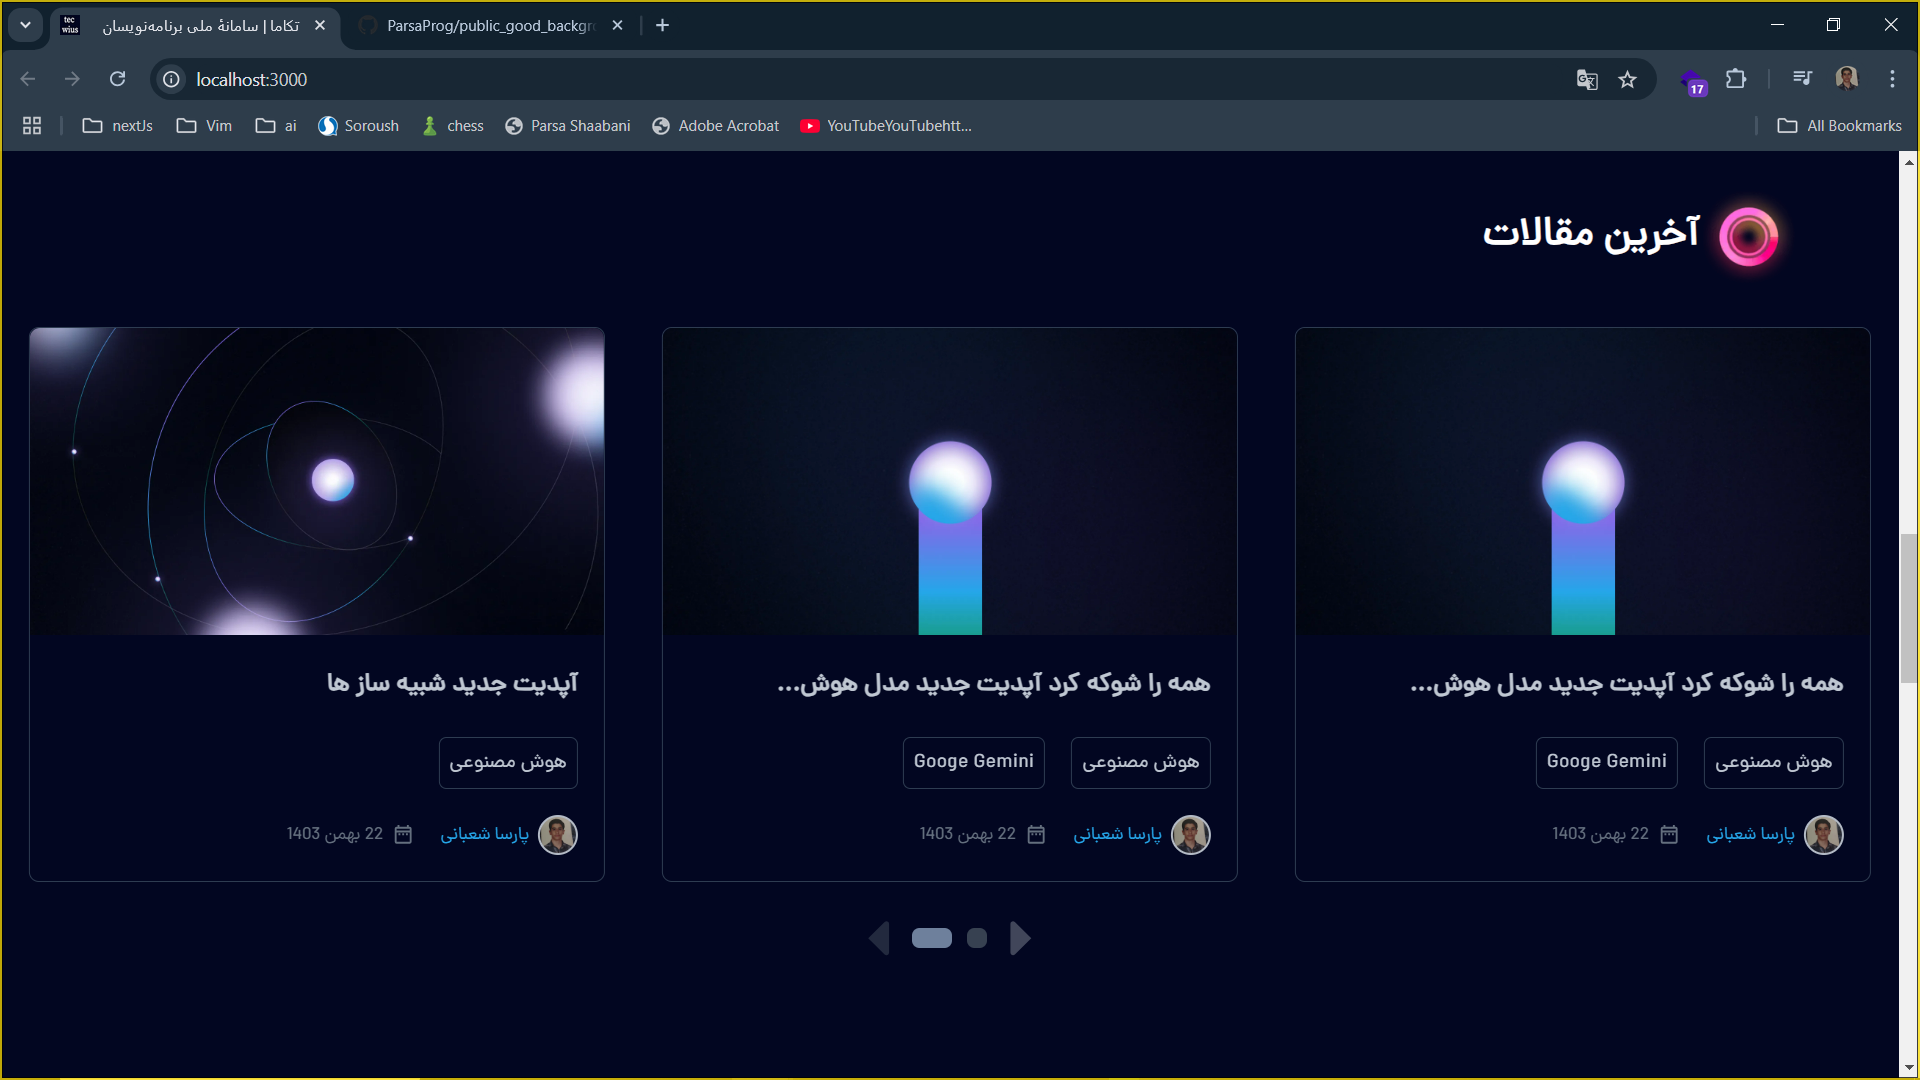 tec
wius
تکاما | سامانهٔ ملی برنامه‌نویسان
ParsaProg/public_good_backgr
localhost:3000
17
nextJs
Vim
ai
Soroush
chess
Parsa Shaabani
Adobe Acrobat
YouTubeYouTubehtt...
All Bookmarks
آخرین مقالات
همه را شوکه کرد آپدیت جدید مدل هوش...
هوش مصنوعی
Googe Gemini
پارسا شعبانی
22 بهمن 1403
همه را شوکه کرد آپدیت جدید مدل هوش...
هوش مصنوعی
Googe Gemini
پارسا شعبانی
22 بهمن 1403
آپدیت جدید شبیه ساز ها
هوش مصنوعی
پارسا شعبانی
22 بهمن 1403